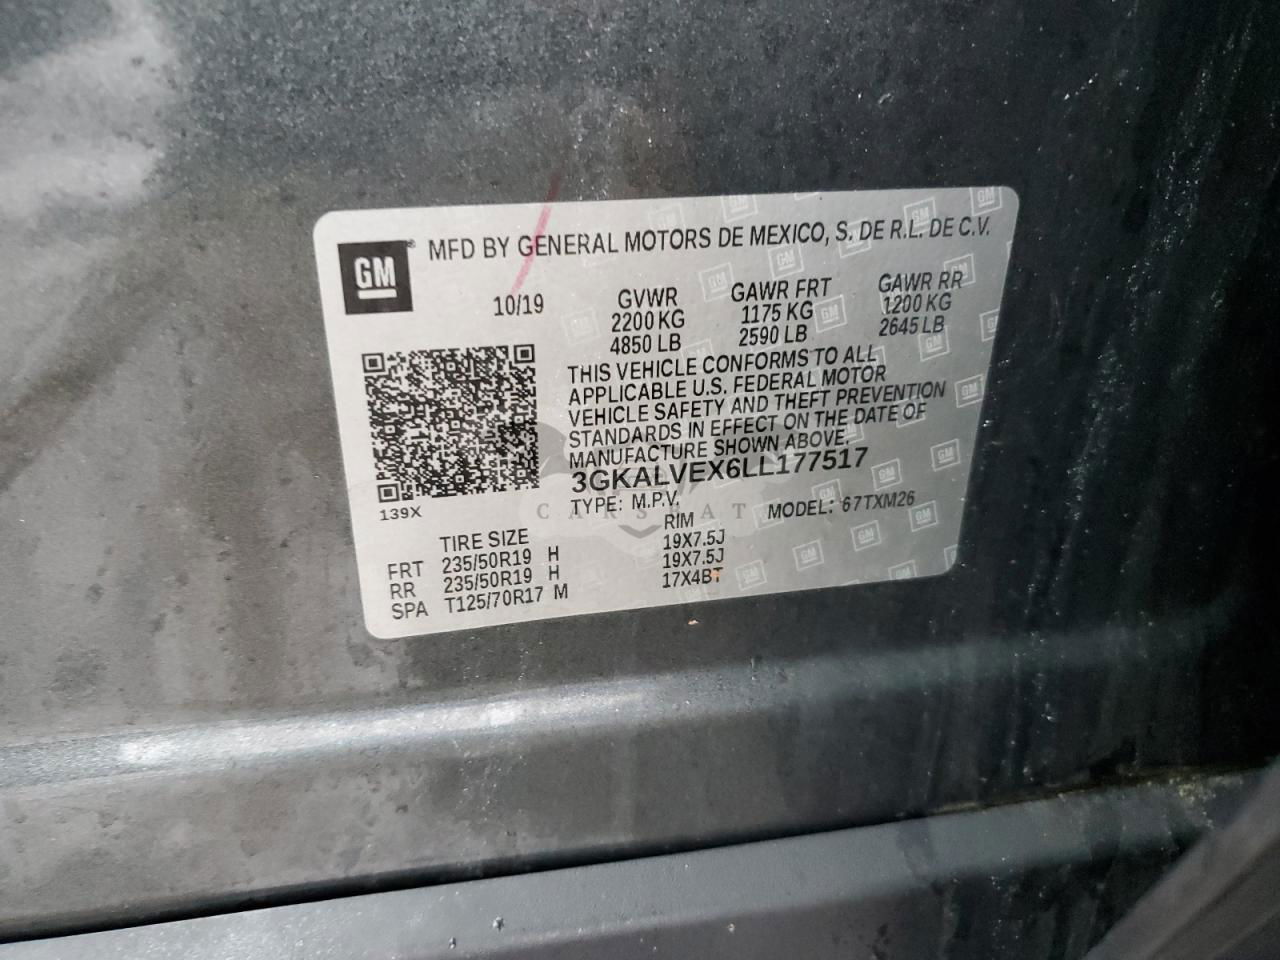 GM
MFD BY GENERAL MOTORS DE MEXICO, S. DE R.L. DE C.V.
10/19
GVWR GAWR FRT GAWR RR
2200 KG 1175 KG 1200 KG
4850 LB 2590 LB 2645 LB
THIS VEHICLE CONFORMS TO ALL
APPLICABLE U.S. FEDERAL MOTOR
VEHICLE SAFETY AND THEFT PREVENTION
STANDARDS IN EFFECT ON THE DATE OF
MANUFACTURE SHOWN ABOVE.
3GKALVEX6LL177517
139X
TYPE: M.P.V. MODEL: 67TXM26
TIRE SIZE RIM
FRT 235/50R19 H 19X7.5J
RR 235/50R19 H 19X7.5J
SPA T125/70R17 M 17X4BT